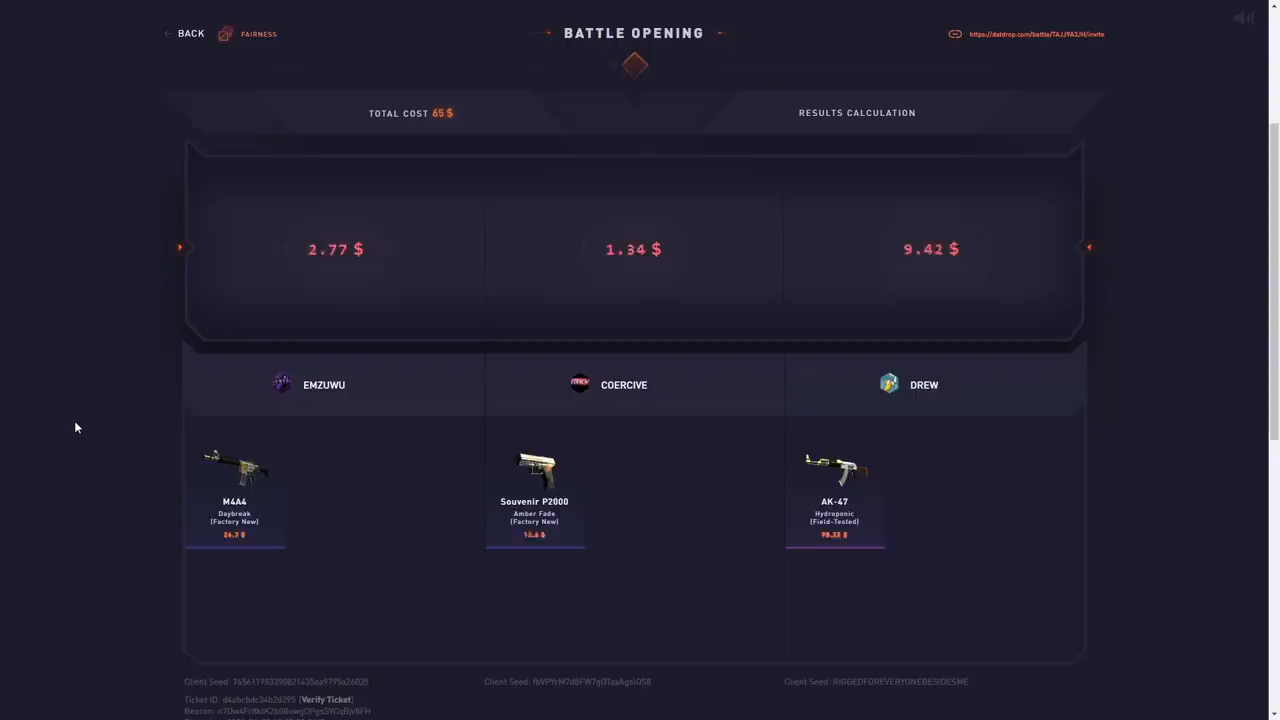 ← BACK
FAIRNESS
BATTLE OPENING
https://datdrop.com/battle/TAJJ9A3JH/invite
TOTAL COST 65 $
RESULTS CALCULATION
2.77 $
1.34 $
9.42 $
EMZUWU
COERCIVE
DREW
M4A4
Daybreak
(Factory New)
Souvenir P2000
Amber Fade
(Factory New)
AK-47
Hydroponic
(Field-Tested)
Client Seed: RIGGEDFOREVERYONEBESIDESME
Client Seed:
Client Seed:
Ticket ID: d4abcbdc34b2d295 [Verify Ticket]
Beacon: